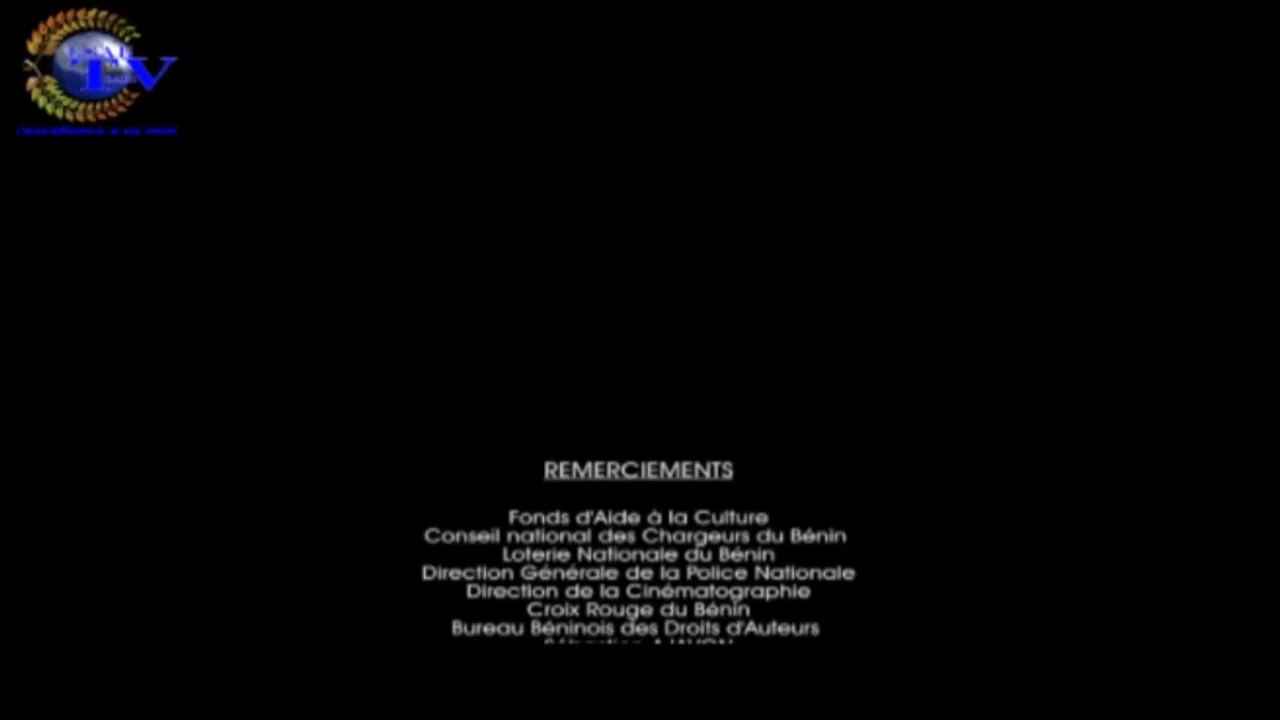 TV
REMERCIEMENTS
Fonds d'Aide à la Culture
Conseil national des Chargeurs du Bénin
Loterie Nationale du Bénin
Direction Générale de la Police Nationale
Direction de la Cinématographie
Croix Rouge du Bénin
Bureau Béninois des Droits d'Auteurs